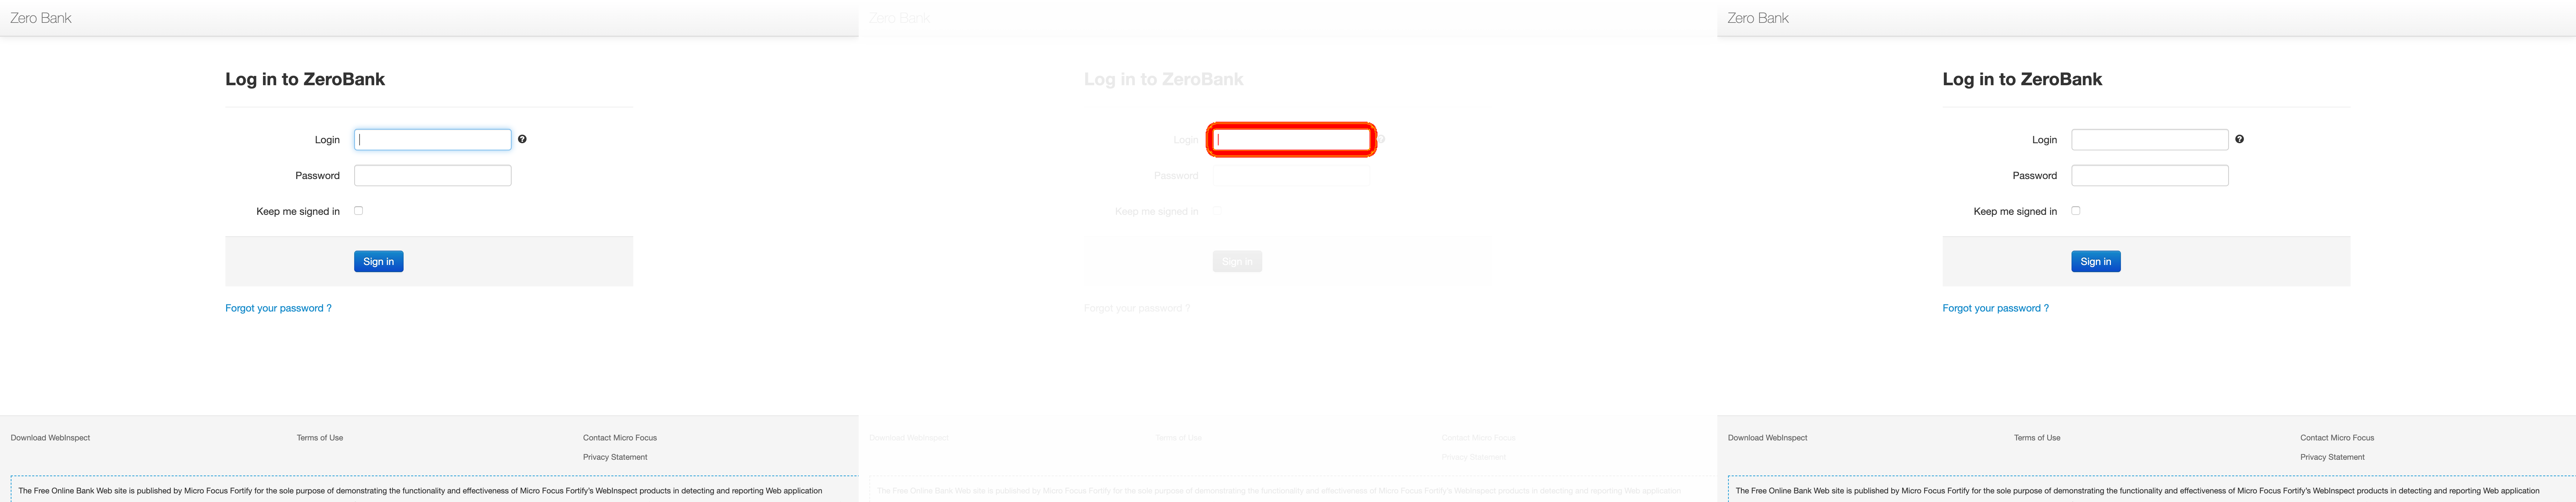 Zero Bank
Log in to ZeroBank
Login
Password
Keep me signed in
Sign in
Forgot your password ?
Download WebInspect
Terms of Use
Contact Micro Focus
Privacy Statement
The Free Online Bank Web site is published by Micro Focus Fortify for the sole purpose of demonstrating the functionality and effectiveness of Micro Focus Fortify's WebInspect products in detecting and reporting Web application
Zero Bank
Log in to ZeroBank
Login
Password
Keep me signed in
Sign in
Forgot your password ?
Download WebInspect
Terms of Use
Contact Micro Focus
Privacy Statement
The Free Online Bank Web site is published by Micro Focus Fortify for the sole purpose of demonstrating the functionality and effectiveness of Micro Focus Fortify's WebInspect products in detecting and reporting Web application
Zero Bank
Log in to ZeroBank
Login
Password
Keep me signed in
Sign in
Forgot your password ?
Download WebInspect
Terms of Use
Contact Micro Focus
Privacy Statement
The Free Online Bank Web site is published by Micro Focus Fortify for the sole purpose of demonstrating the functionality and effectiveness of Micro Focus Fortify's WebInspect products in detecting and reporting Web application